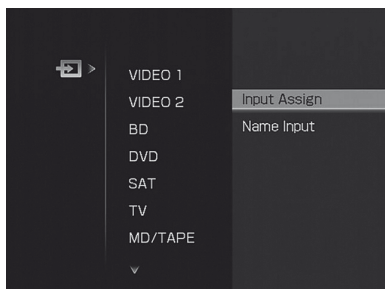 VIDEO 1
VIDEO 2
BD
DVD
SAT
TV
MD/TAPE
Input Assign
Name Input